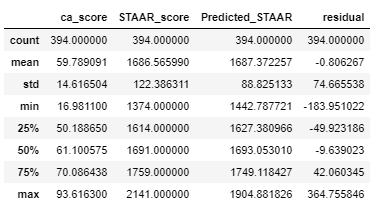 ca_score STAAR_score Predicted_STAAR residual
count 394.000000 394.000000 394.000000 394.000000
mean 59.789091 1686.565990 1687.372257 -0.806267
std 14.616504 122.386311 88.825133 74.665538
min 16.981100 1374.000000 1442.787721 -183.951022
25% 50.188650 1614.000000 1627.380966 -49.923186
50% 61.100575 1691.000000 1693.053010 -9.639023
75% 70.086438 1759.000000 1749.118427 42.060345
max 93.616300 2141.000000 1904.881826 364.755846